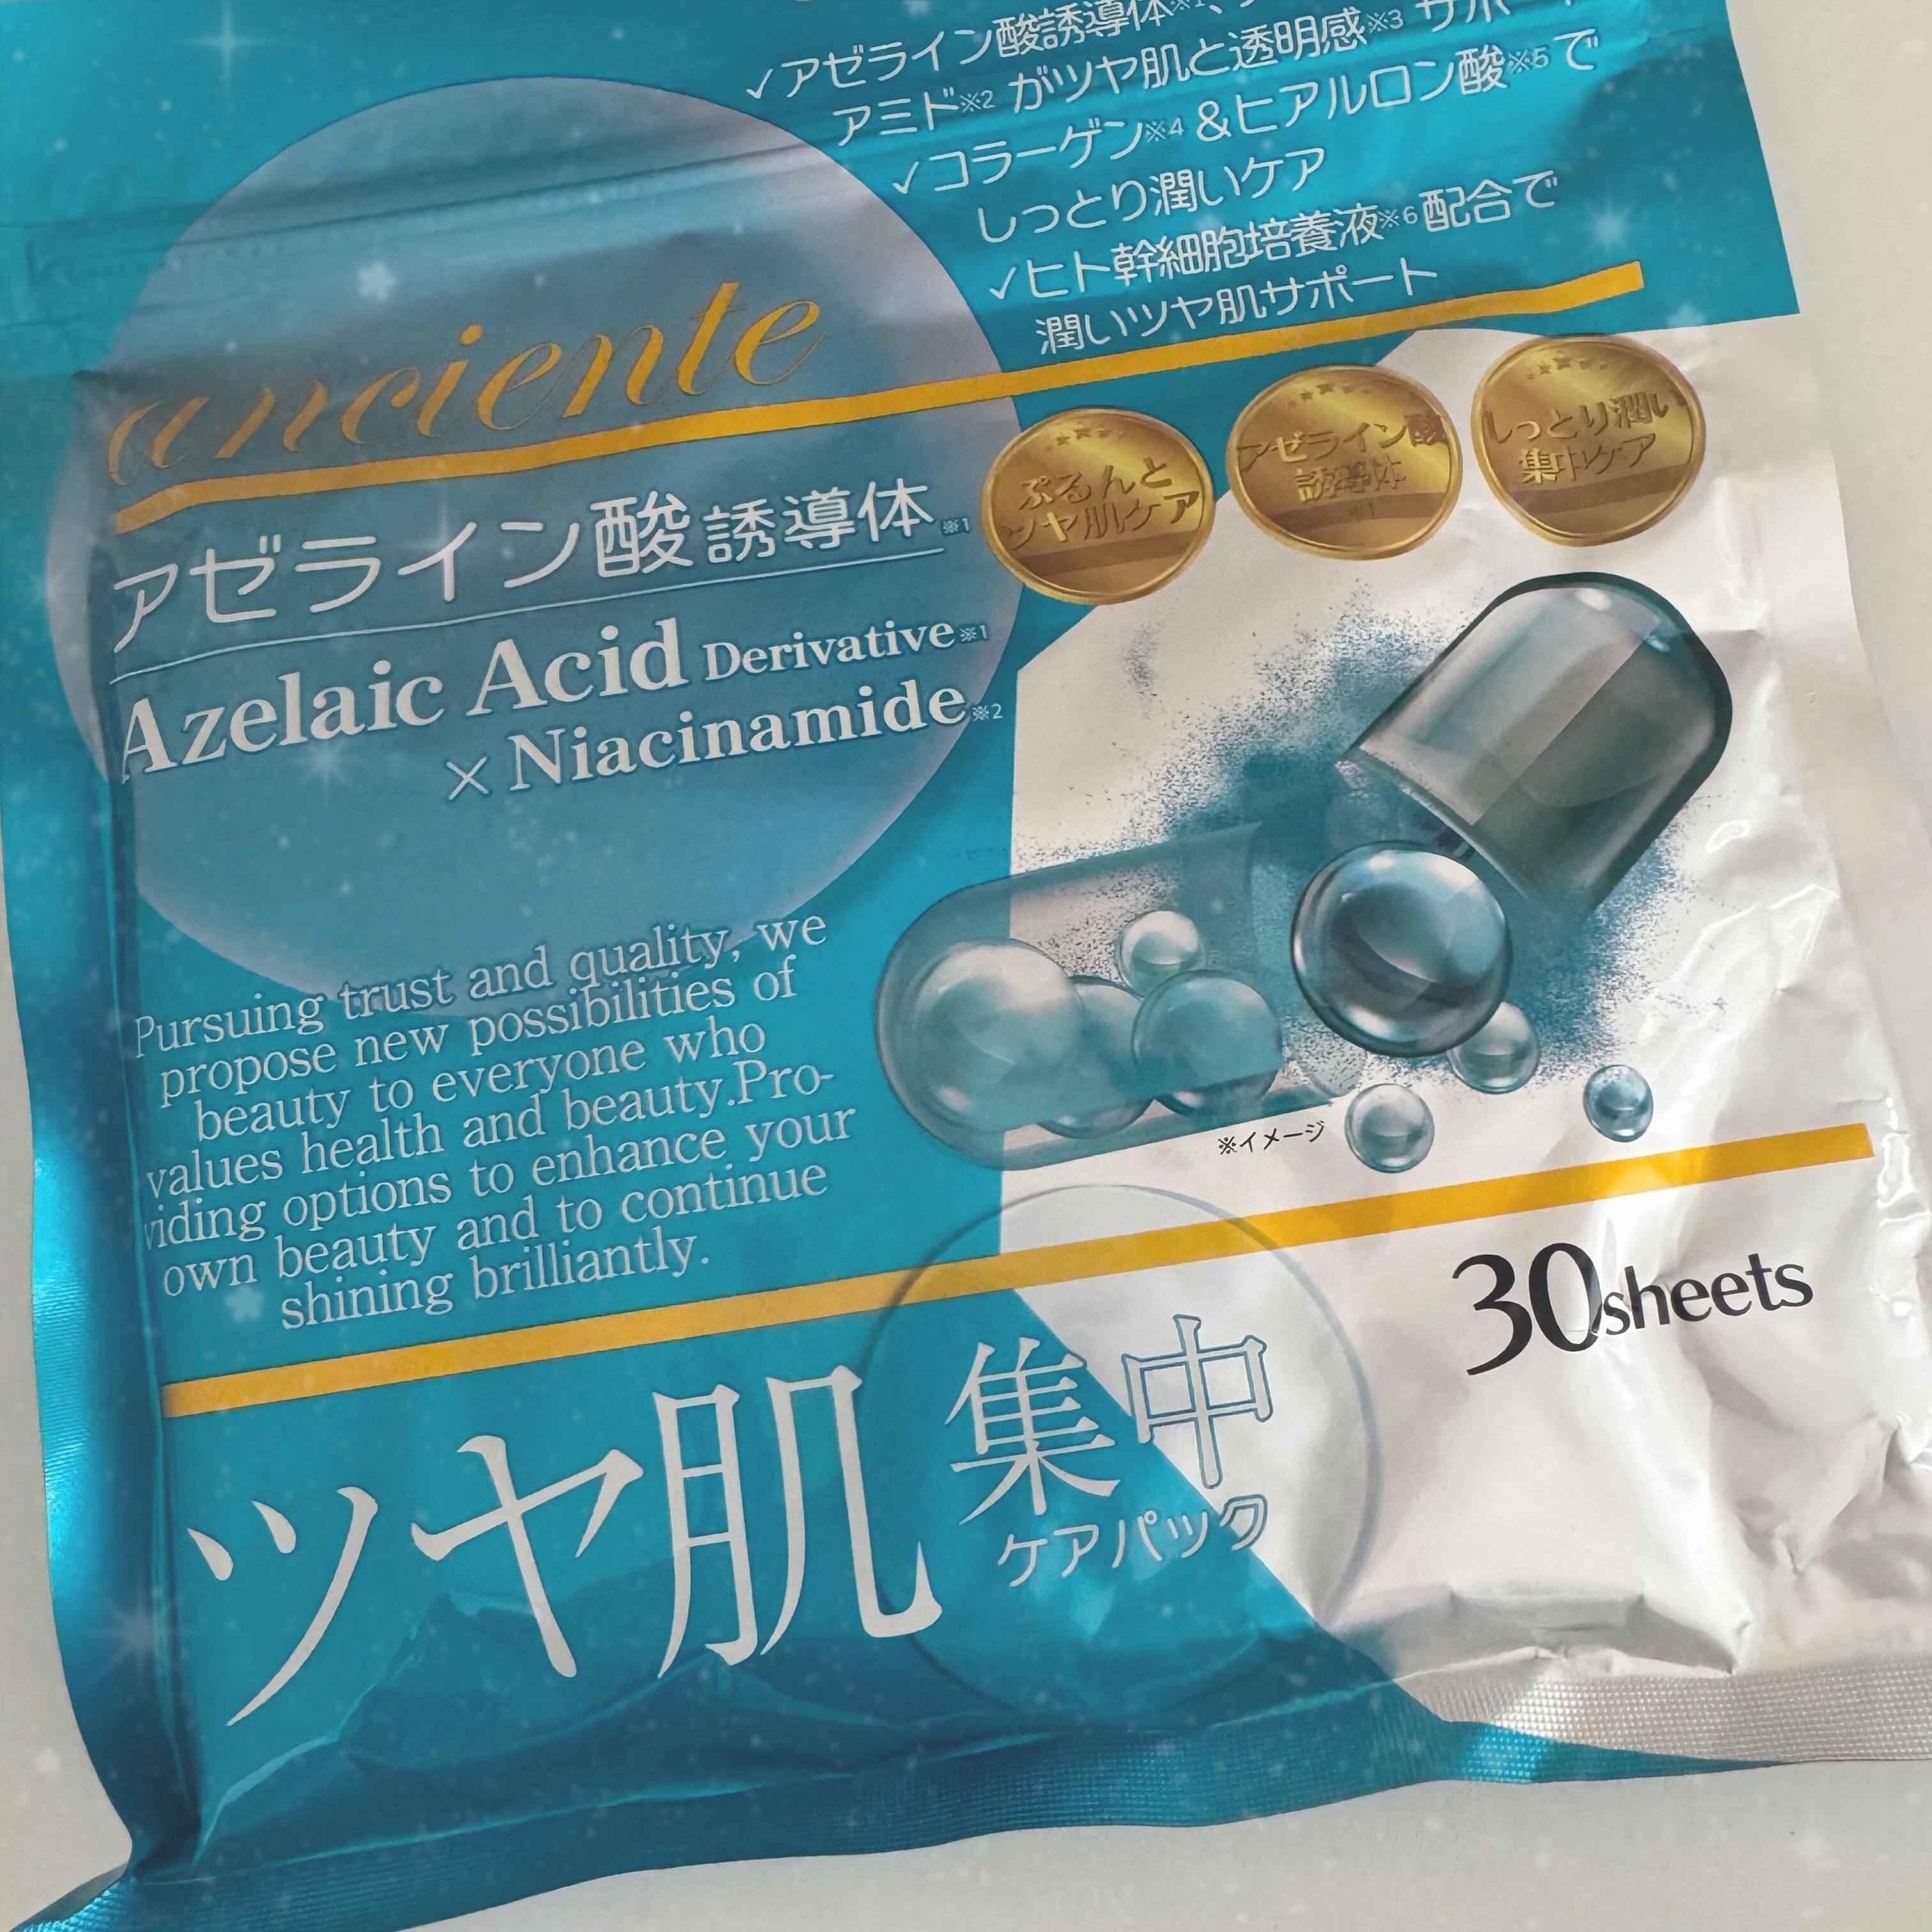 ✓アゼライン酸誘導体※1、
アミド※2 がツヤ肌と透明感※3 サポート
✓コラーゲン※4 &ヒアルロン酸※5 で
しっとり潤いケア
✓ヒト幹細胞培養液※6 配合で
潤いツヤ肌サポート
anciente
ぷるんと
ツヤ肌ケア
アゼライン酸
誘導体
※1
しっとり潤い
集中ケア
アゼライン酸誘導体※1
Azelaic Acid Derivative※1
× Niacinamide※2
Pursuing trust and quality, we
propose new possibilities of
beauty to everyone who
values health and beauty.Pro-
viding options to enhance your
own beauty and to continue
shining brilliantly.
※イメージ
30sheets
ツヤ肌 集中
ケアパック